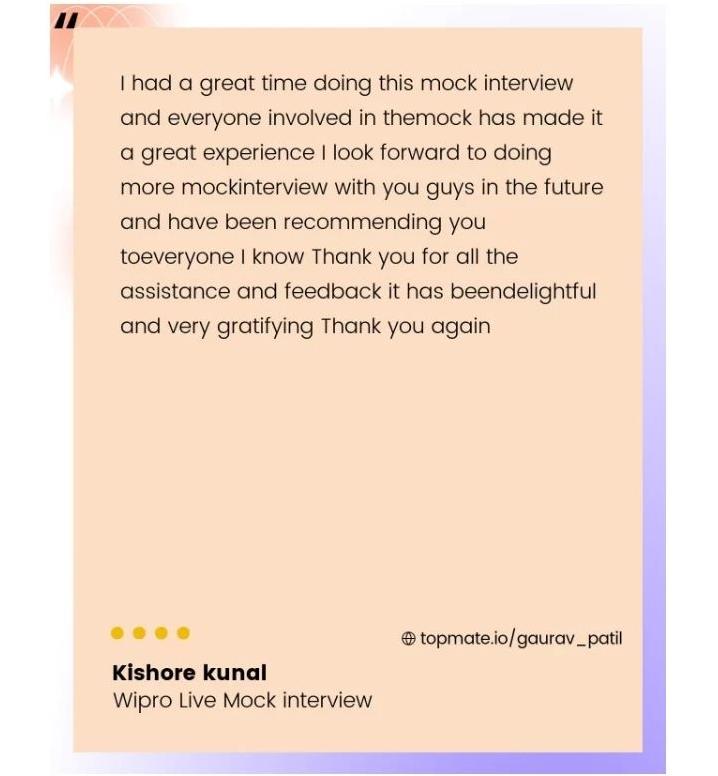 "
I had a great time doing this mock interview
and everyone involved in themock has made it
a great experience I look forward to doing
more mockinterview with you guys in the future
and have been recommending you
toeveryone I know Thank you for all the
assistance and feedback it has beendelightful
and very gratifying Thank you again
topmate.io/gaurav_patil
Kishore kunal
Wipro Live Mock interview